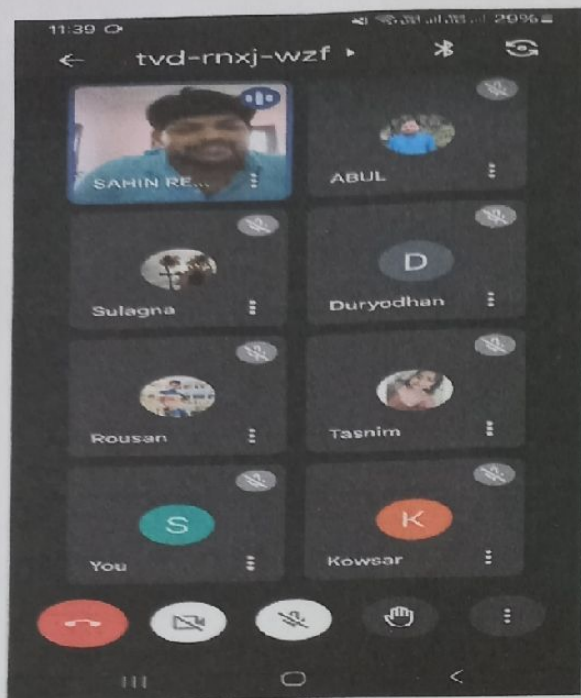 11:39 29%
tvd-rnxj-wzf
SAHIN RE...
ABUL
Sulagna
D
Duryodhan
Rousan
Tasnim
S
You
K
Kowsar